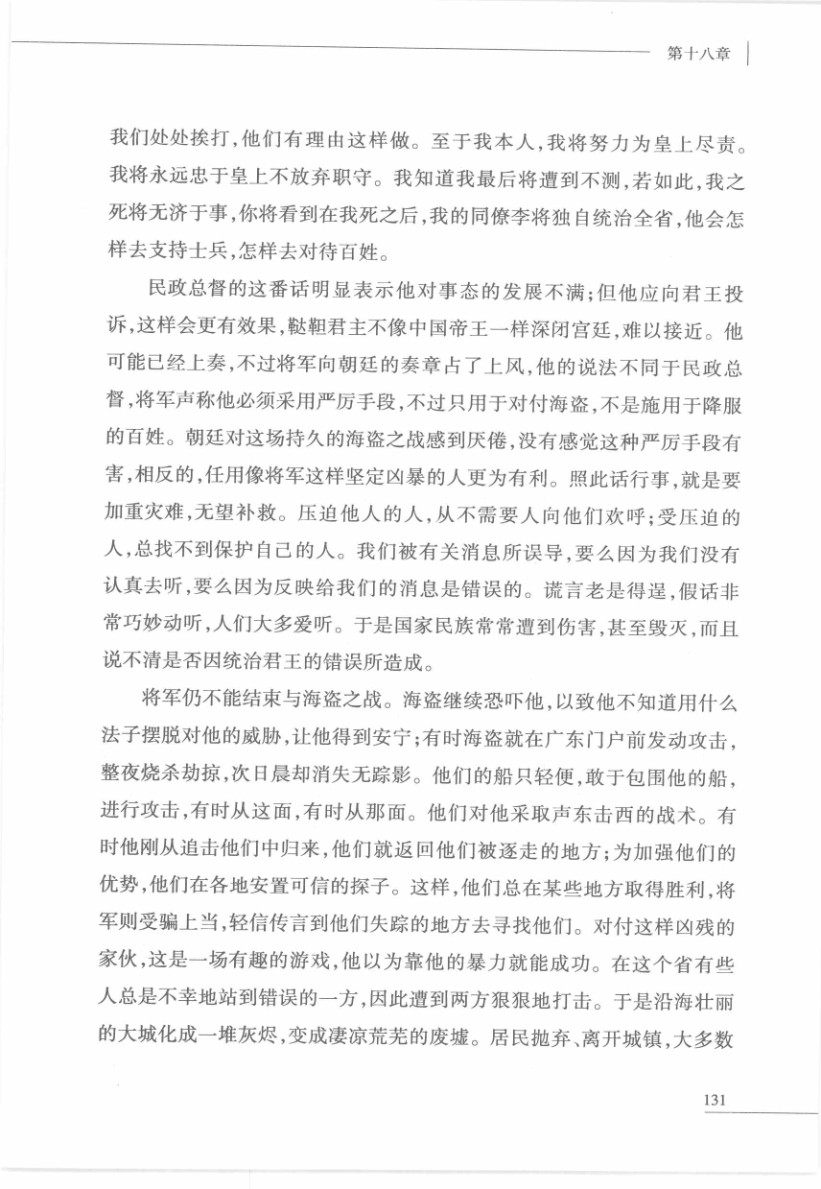 第十八章
我们处处挨打,他们有理由这样做。至于我本人,我将努力为皇上尽责。
我将永远忠于皇上不放弃职守。我知道我最后将遭到不测,若如此,我之
死将无济于事,你将看到在我死之后,我的同僚李将独自统治全省,他会怎
样去支持士兵,怎样去对待百姓。
民政总督的这番话明显表示他对事态的发展不满;但他应向君王投
诉,这样会更有效果,鞑靼君主不像中国帝王一样深闭宫廷,难以接近。他
可能已经上奏,不过将军向朝廷的奏章占了上风,他的说法不同于民政总
督,将军声称他必须采用严厉手段,不过只用于对付海盗,不是施用于降服
的百姓。朝廷对这场持久的海盗之战感到厌倦,没有感觉这种严厉手段有
害,相反的,任用像将军这样坚定凶暴的人更为有利。照此话行事,就是要
加重灾难,无望补救。压迫他人的人,从不需要人向他们欢呼;受压迫的
人,总找不到保护自己的人。我们被有关消息所误导,要么因为我们没有
认真去听,要么因为反映给我们的消息是错误的。谎言老是得逞,假话非
常巧妙动听,人们大多爱听。于是国家民族常常遭到伤害,甚至毁灭,而且
说不清是否因统治君王的错误所造成。
将军仍不能结束与海盗之战。海盗继续恐吓他,以致他不知道用什么
法子摆脱对他的威胁,让他得到安宁;有时海盗就在广东门户前发动攻击,
整夜烧杀劫掠,次日晨却消失无踪影。他们的船只轻便,敢于包围他的船,
进行攻击,有时从这面,有时从那面。他们对他采取声东击西的战术。有
时他刚从追击他们中归来,他们就返回他们被逐走的地方;为加强他们的
优势,他们在各地安置可信的探子。这样,他们总在某些地方取得胜利,将
军则受骗上当,轻信传言到他们失踪的地方去寻找他们。对付这样凶残的
家伙,这是一场有趣的游戏,他以为靠他的暴力就能成功。在这个省有些
人总是不幸地站到错误的一方,因此遭到两方狠狠地打击。于是沿海壮丽
的大城化成一堆灰烬,变成凄凉荒芜的废墟。居民抛弃、离开城镇,大多数
131